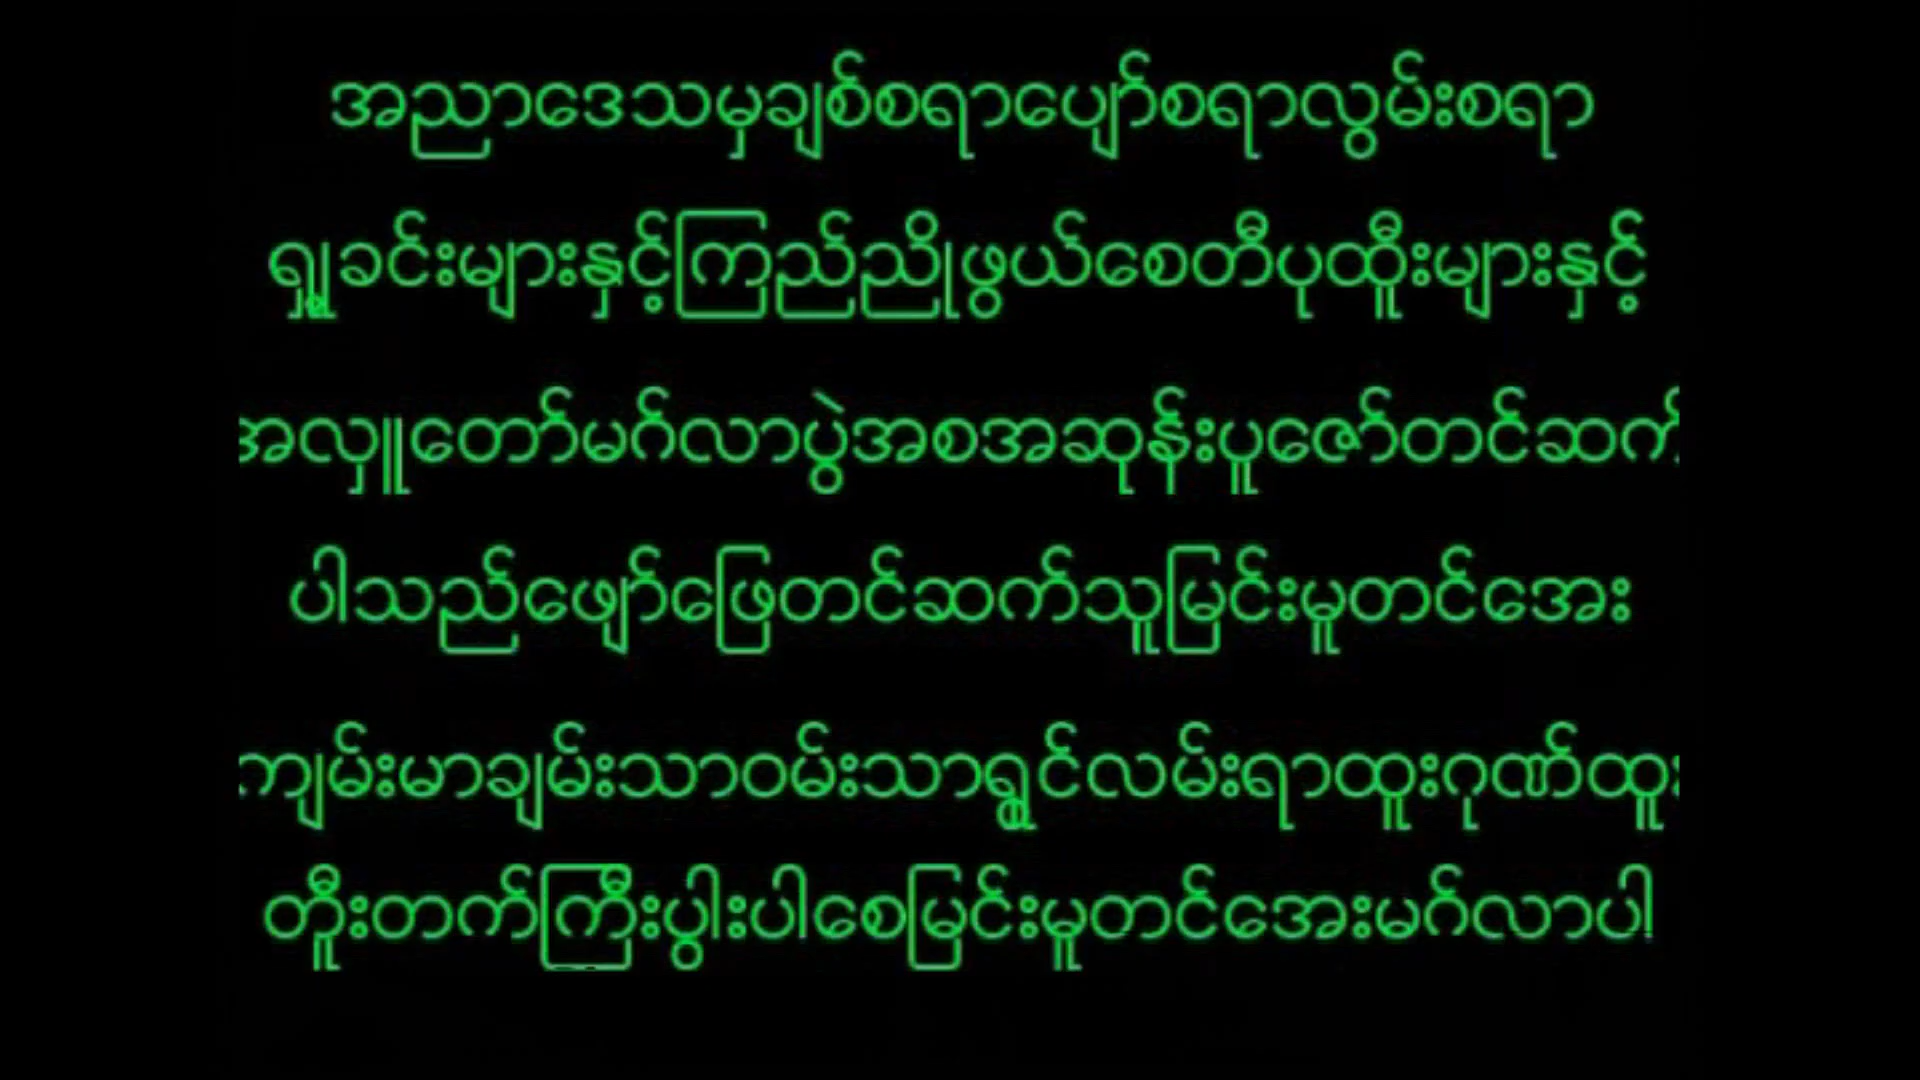 အညာဒေသမှချစ်စရာပျော်စရာလွမ်းစရာ
ရှု့ခင်းများနှင့်ကြည်ညိုဖွယ်စေတီပုထိုးများနှင့်
အလှူတော်မင်္ဂလာပွဲအစအဆုန်းပူဇော်တင်ဆက်
ပါသည်ဖျော်ဖြေတင်ဆက်သူမြင်းမူတင်အေး
ကျမ်းမာချမ်းသာဝမ်းသာရွှင်လမ်းရာထူးဂုဏ်ထူး
တိုးတက်ကြီးပွါးပါစေမြင်းမူတင်အေးမင်္ဂလာပါ